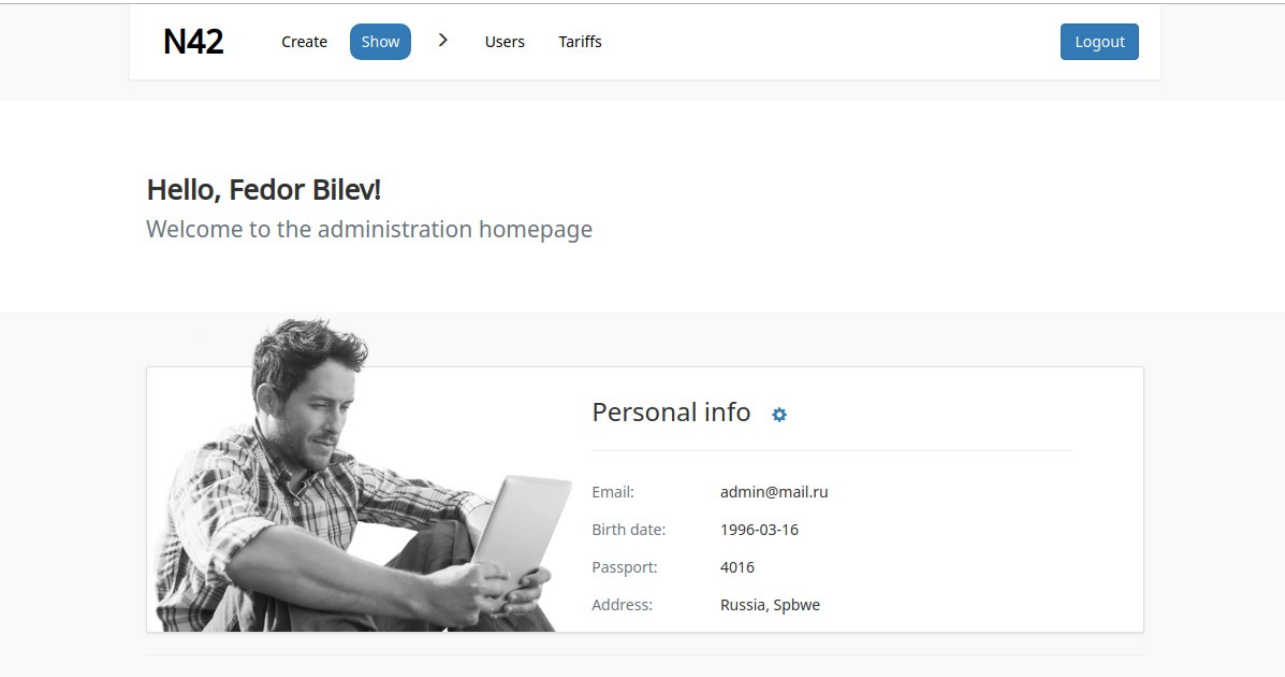 N42 Create Show > Users Tariffs Logout
Hello, Fedor Bilev!
Welcome to the administration homepage
Personal info
Email: admin@mail.ru
Birth date: 1996-03-16
Passport: 4016
Address: Russia, Spbwe